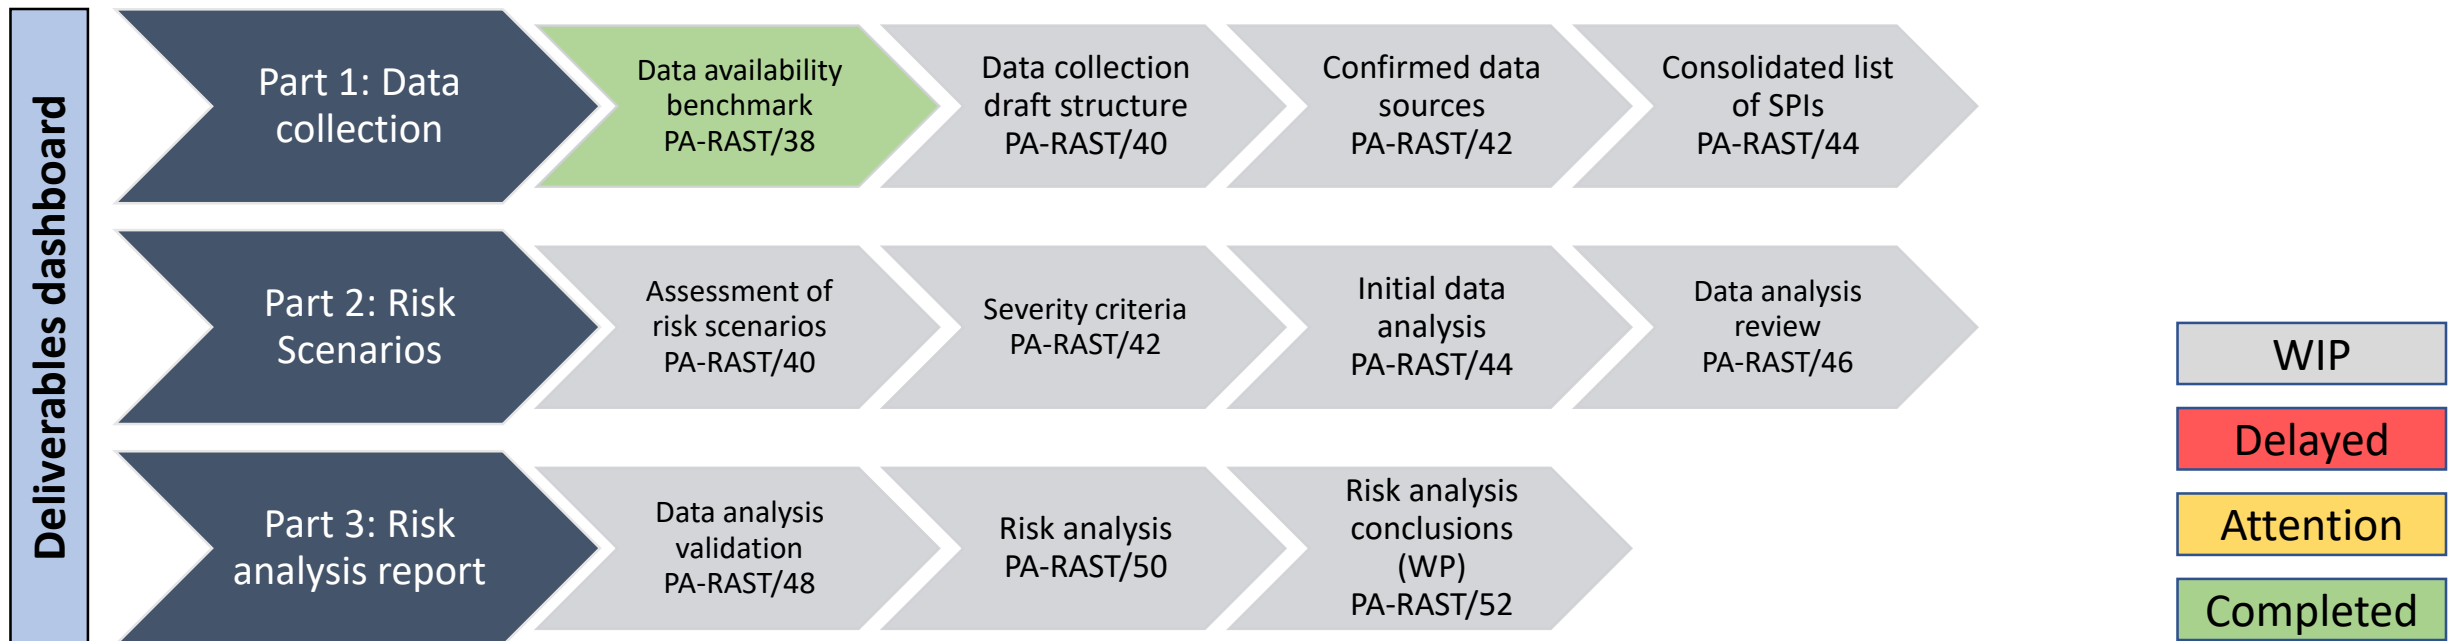 Deliverables dashboard
Part 1: Data
collection
Data availability
benchmark
PA-RAST/38
Data collection
draft structure
PA-RAST/40
Confirmed data
sources
PA-RAST/42
Consolidated list
of SPIs
PA-RAST/44
Part 2: Risk
Scenarios
Assessment of
risk scenarios
PA-RAST/40
Severity criteria
PA-RAST/42
Initial data
analysis
PA-RAST/44
Data analysis
review
PA-RAST/46
Part 3: Risk
analysis report
Data analysis
validation
PA-RAST/48
Risk analysis
PA-RAST/50
Risk analysis
conclusions
(WP)
PA-RAST/52
WIP
Delayed
Attention
Completed